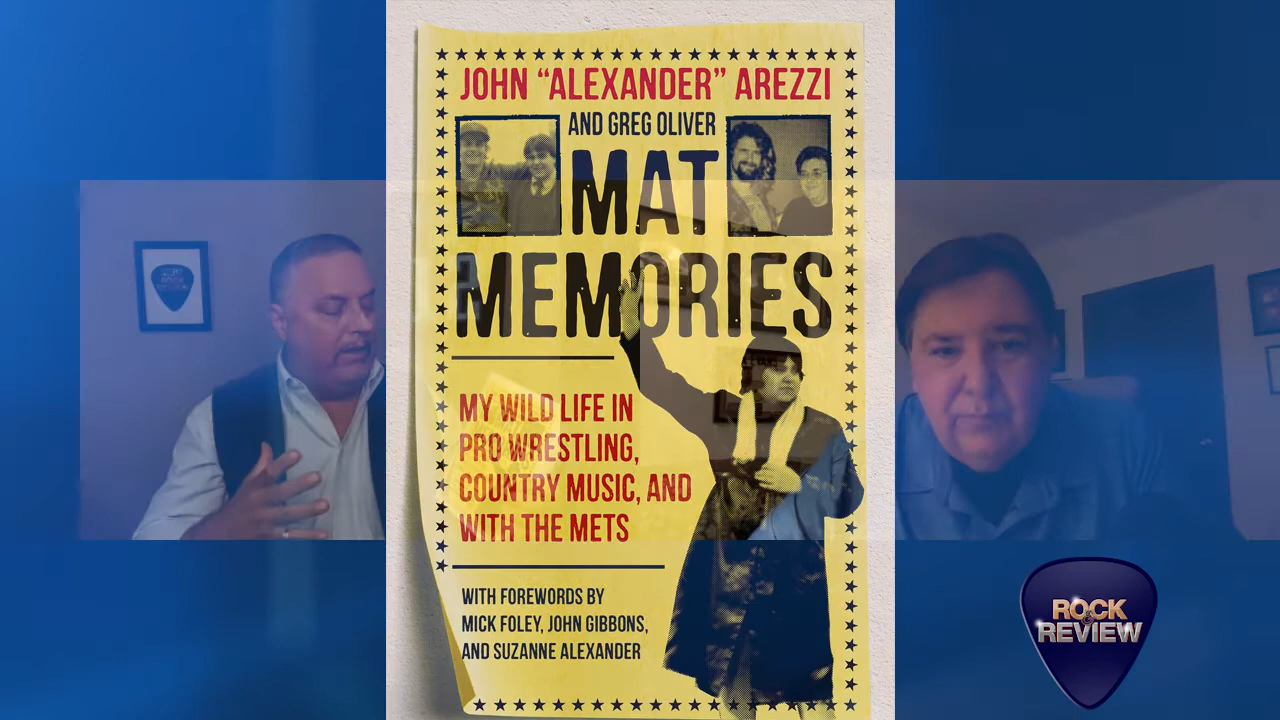 JOHN “ALEXANDER” AREZZI
AND GREG OLIVER
MAT
MEMORIES
MY WILD LIFE IN
PRO WRESTLING,
COUNTRY MUSIC, AND
WITH THE METS
WITH FOREWORDS BY
MICK FOLEY, JOHN GIBBONS,
AND SUZANNE ALEXANDER
ROCK
&
REVIEW